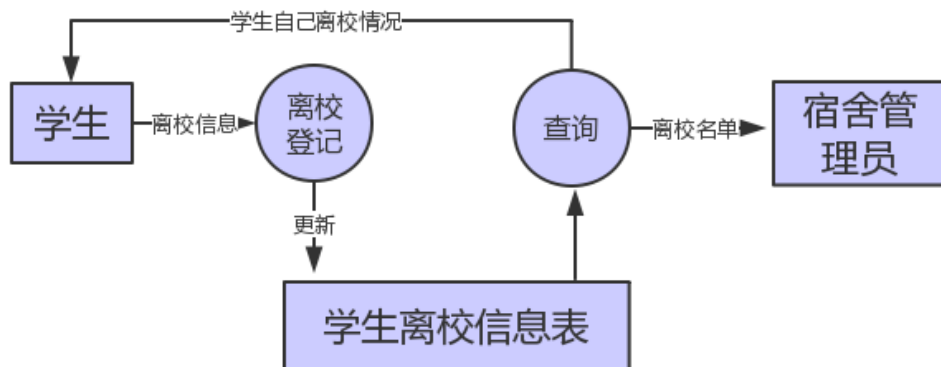 学生自己离校情况
学生
离校信息
离校
登记
查询
离校名单
宿舍管
理员
更新
学生离校信息表